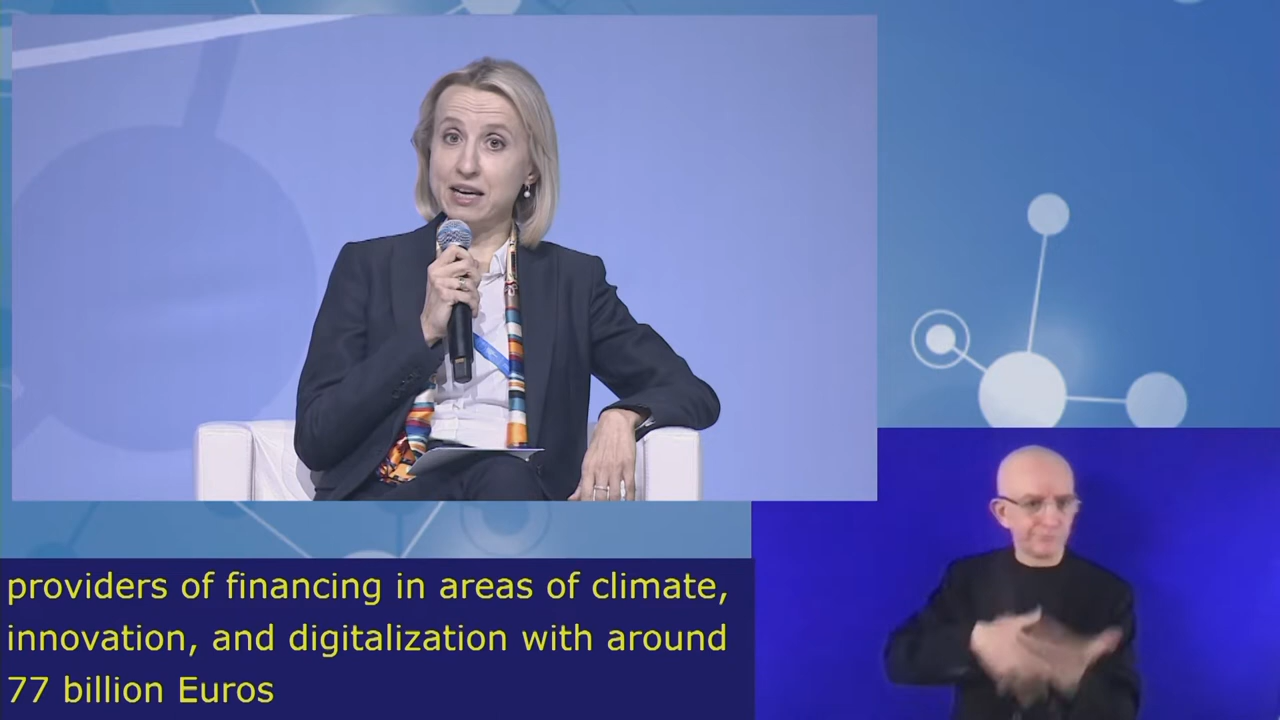 providers of financing in areas of climate,
innovation, and digitalization with around
77 billion Euros